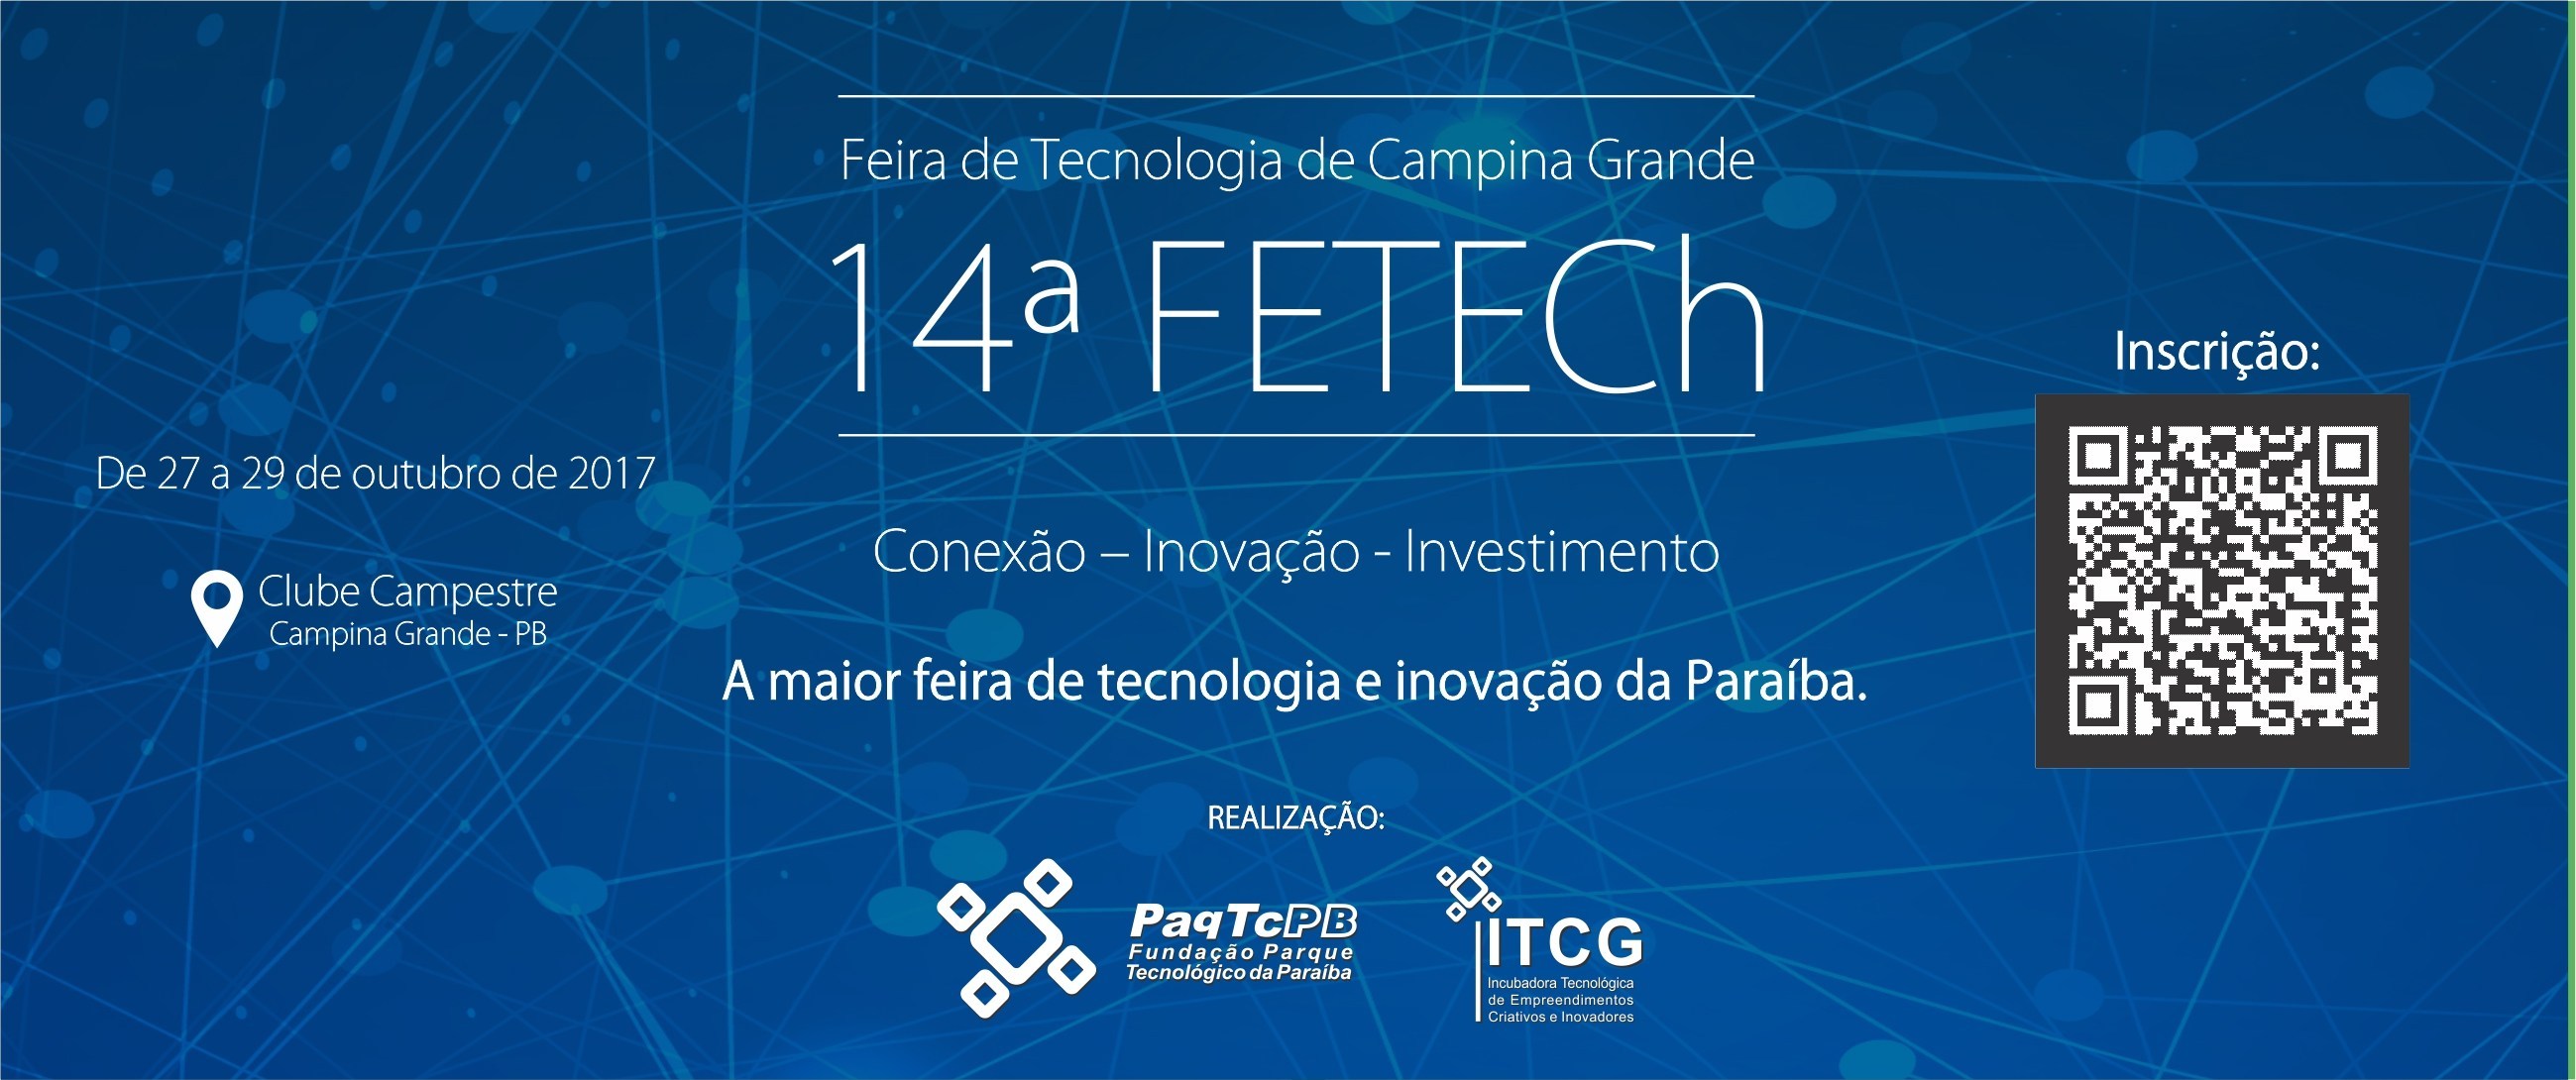 Feira de Tecnologia de Campina Grande
14ª FETECh
De 27 a 29 de outubro de 2017
Clube Campestre
Campina Grande - PB
Conexão – Inovação - Investimento
A maior feira de tecnologia e inovação da Paraíba.
Inscrição:
REALIZAÇÃO:
PaqTcPB
Fundação Parque
Tecnológico da Paraíba
ITCG
Incubadora Tecnológica
de Empreendimentos
Criativos e Inovadores